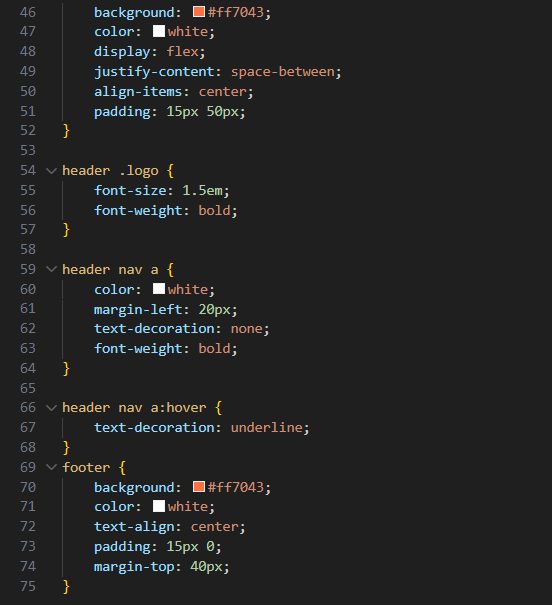 46 background: #ff7043;
47 color: white;
48 display: flex;
49 justify-content: space-between;
50 align-items: center;
51 padding: 15px 50px;
52 }
53
54 header .logo {
55 font-size: 1.5em;
56 font-weight: bold;
57 }
58
59 header nav a {
60 color: white;
61 margin-left: 20px;
62 text-decoration: none;
63 font-weight: bold;
64 }
65
66 header nav a:hover {
67 text-decoration: underline;
68 }
69 footer {
70 background: #ff7043;
71 color: white;
72 text-align: center;
73 padding: 15px 0;
74 margin-top: 40px;
75 }